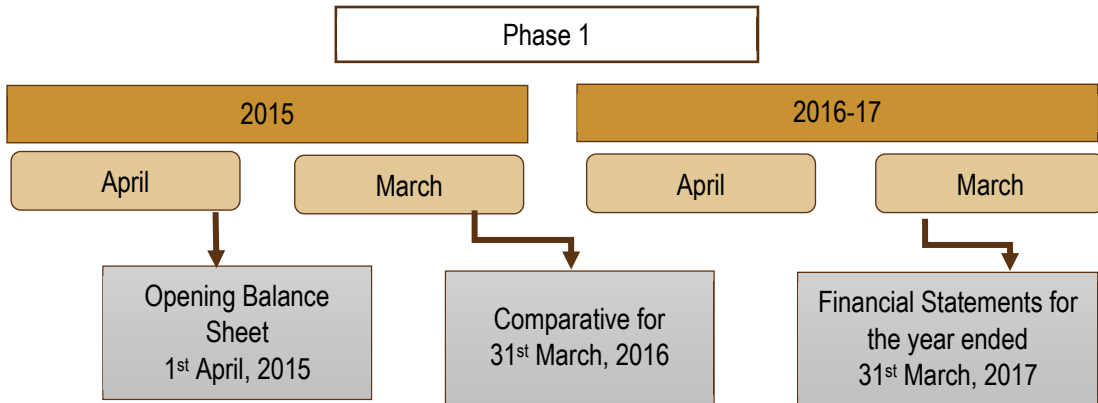 Phase 1
2015
2016-17
April
March
April
March
Opening Balance
Sheet
1st April, 2015
Comparative for
31st March, 2016
Financial Statements for
the year ended
31st March, 2017